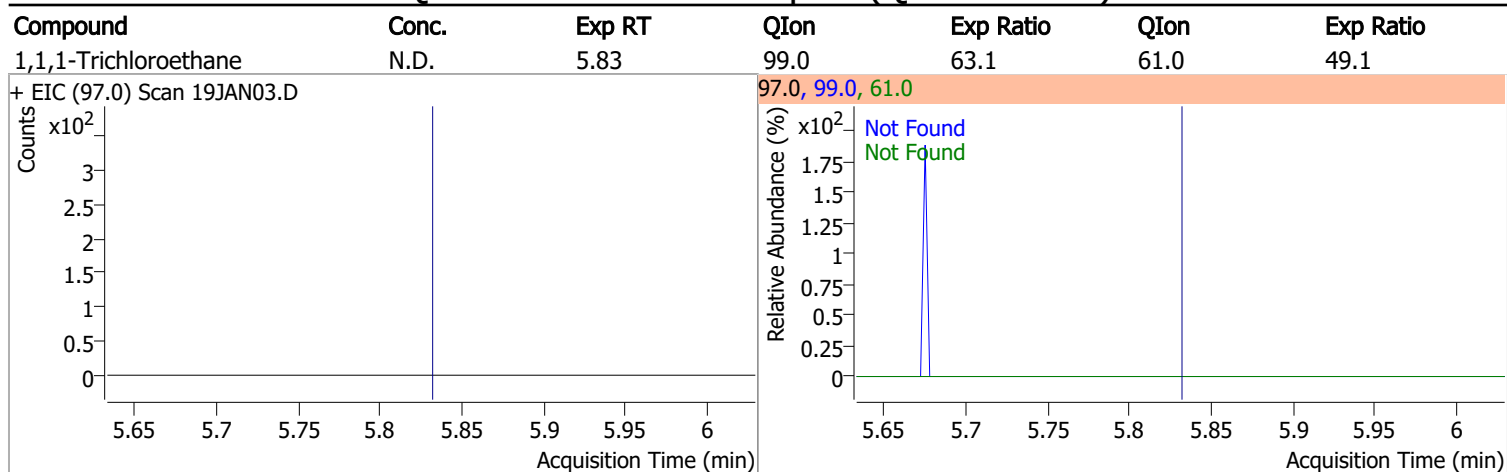 Compound Conc. Exp RT QIon Exp Ratio QIon Exp Ratio
1,1,1-Trichloroethane N.D. 5.83 99.0 63.1 61.0 49.1
+ EIC (97.0) Scan 19JAN03.D
Counts
x10²
3
2.5
2
1.5
1
0.5
0
5.65 5.7 5.75 5.8 5.85 5.9 5.95 6
Acquisition Time (min)
97.0, 99.0, 61.0
Relative Abundance (%)
x10²
Not Found
Not Found
1.75
1.5
1.25
1
0.75
0.5
0.25
0
5.65 5.7 5.75 5.8 5.85 5.9 5.95 6
Acquisition Time (min)